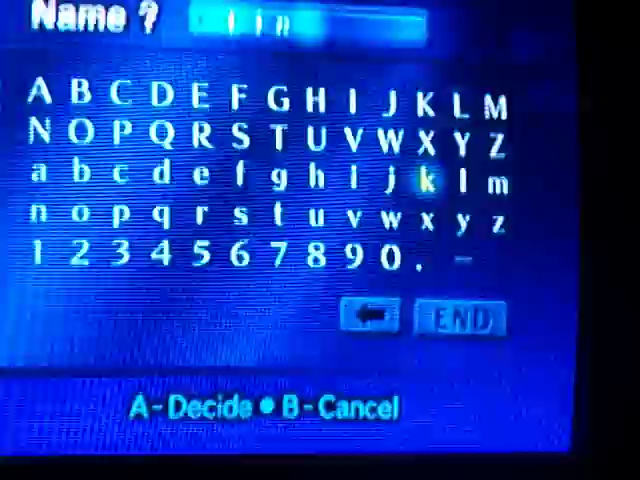 Name ?
A B C D E F G H I J K L M
N O P Q R S T U V W X Y Z
a b c d e f g h i j k l m
n o p q r s t u v w x y z
1 2 3 4 5 6 7 8 9 0 . -
END
A - Decide ● B - Cancel